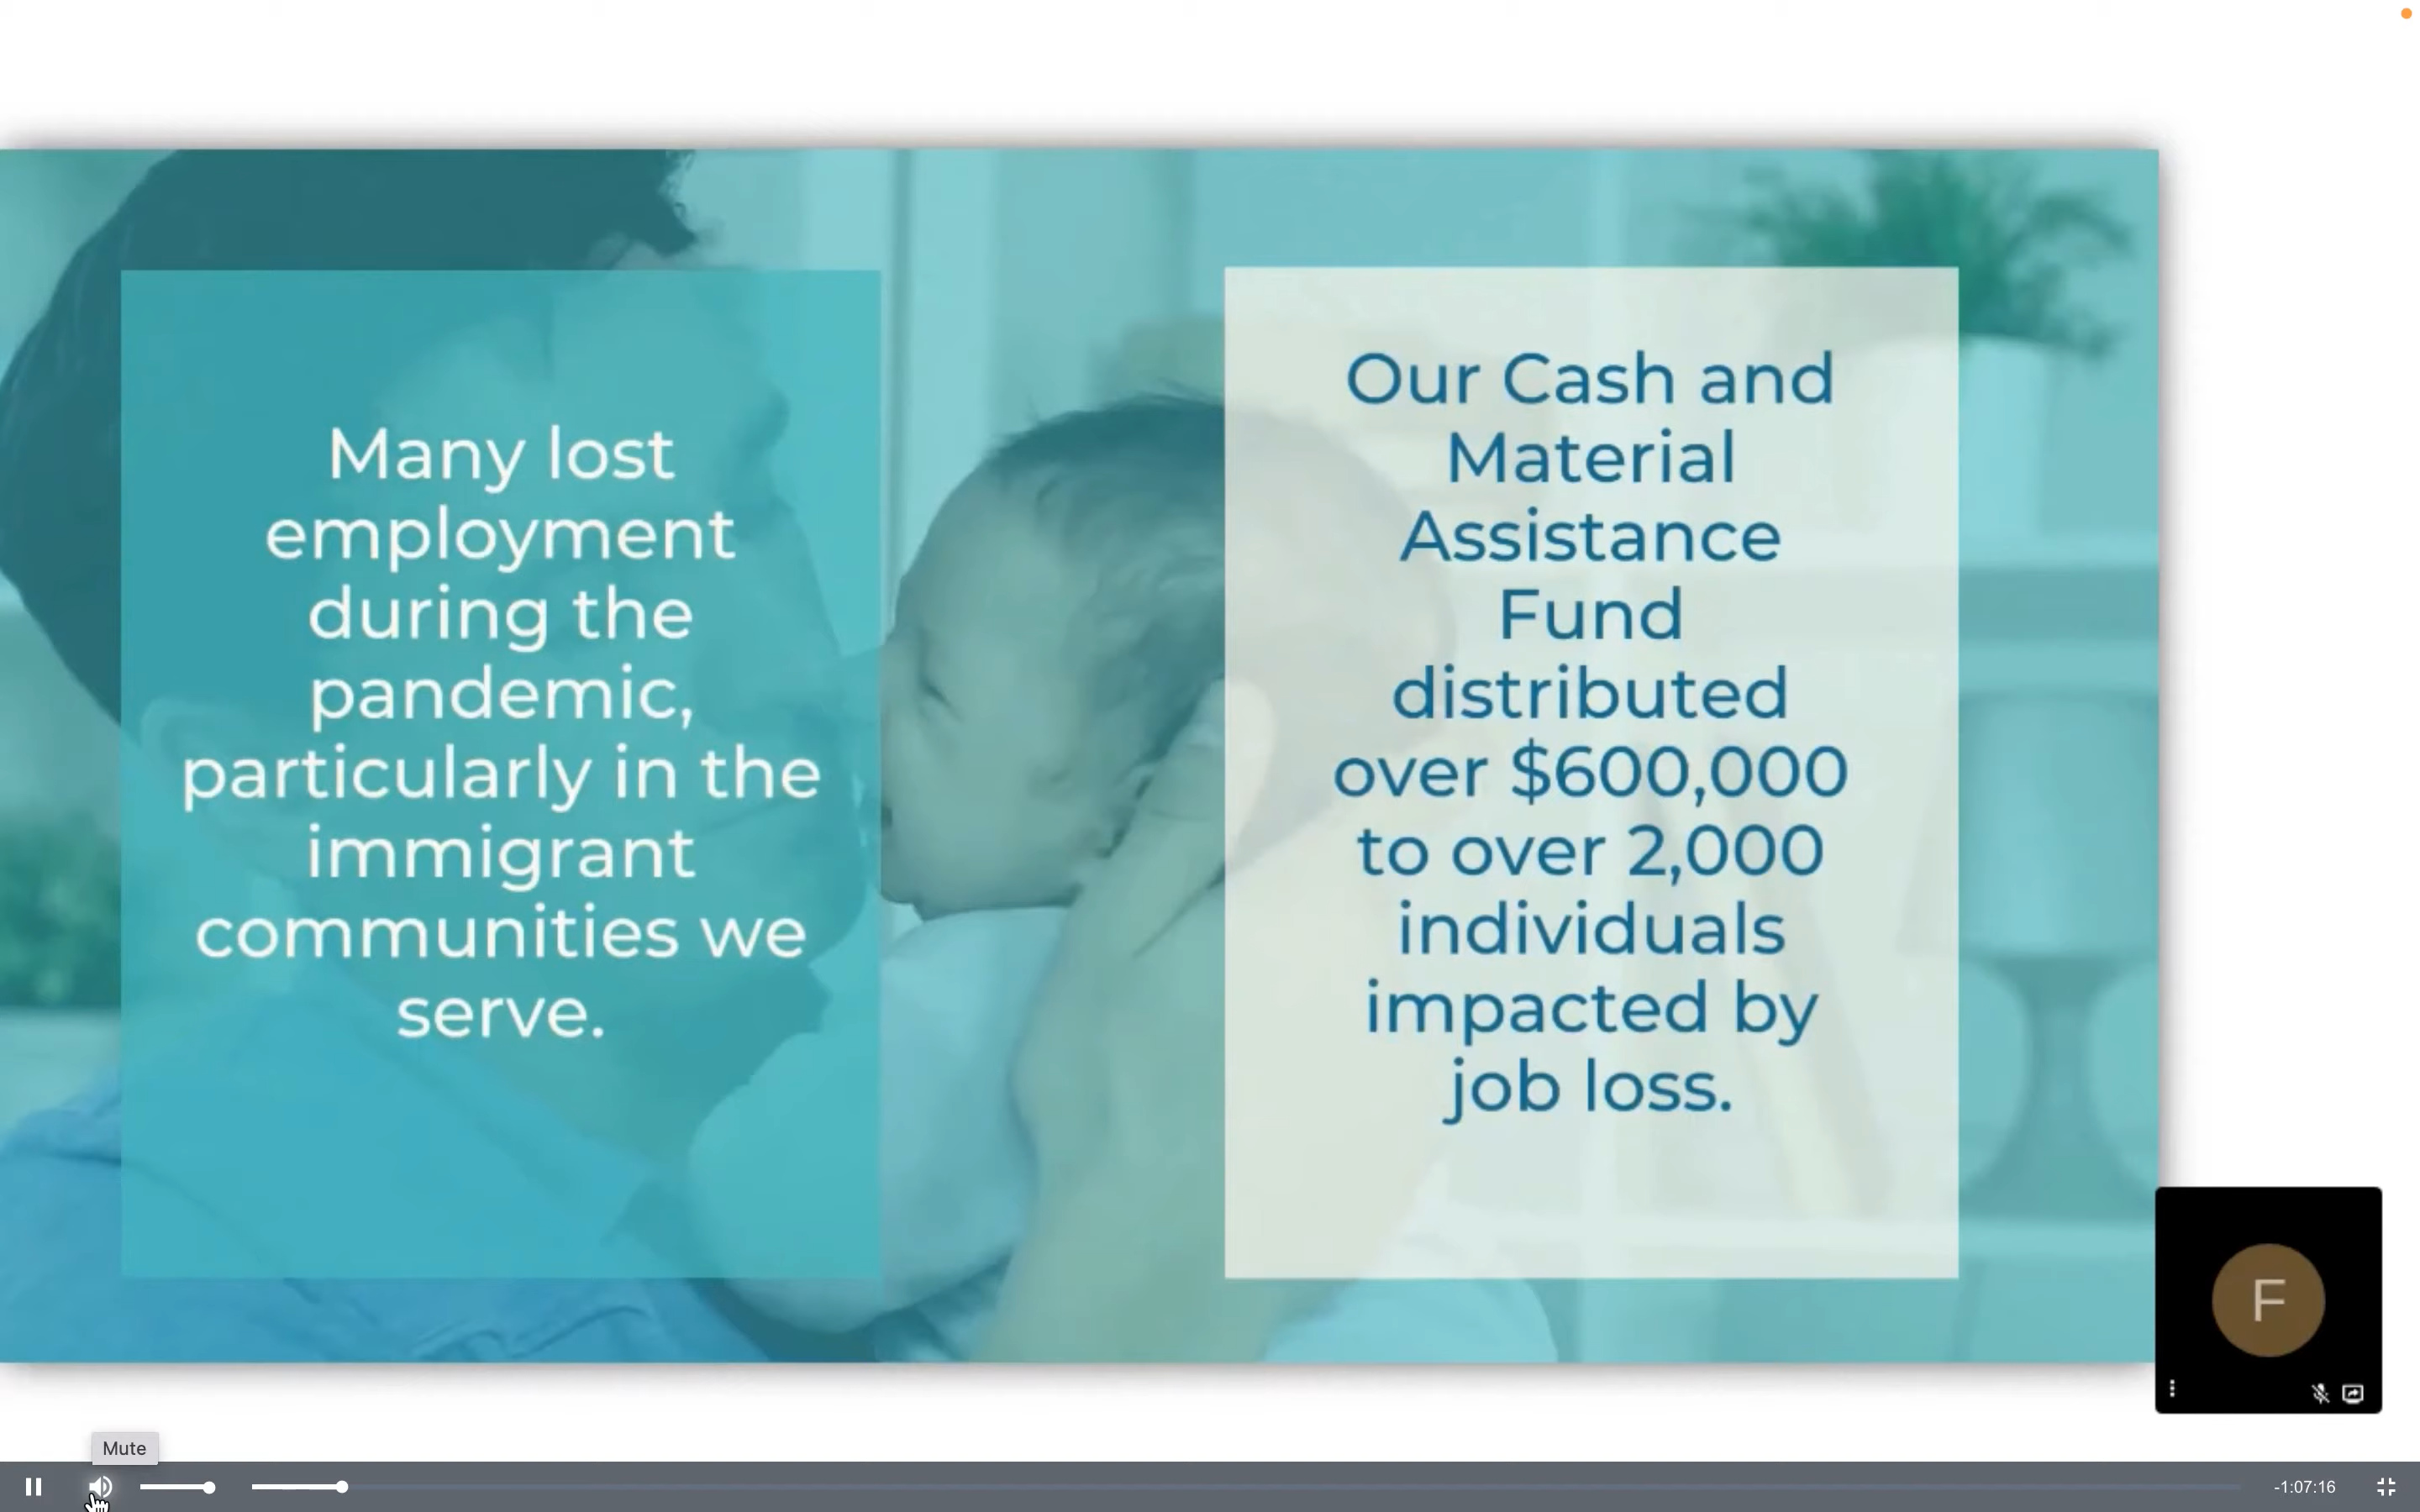 Many lost
employment
during the
pandemic,
particularly in the
immigrant
communities we
serve.
Our Cash and
Material
Assistance
Fund
distributed
over $600,000
to over 2,000
individuals
impacted by
job loss.
F
Mute
-1:07:16